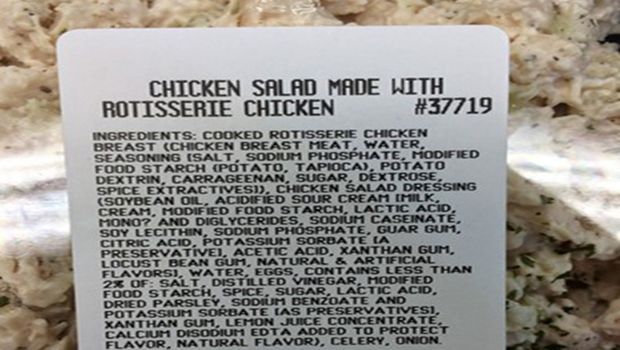 CHICKEN SALAD MADE WITH
ROTISSERIE CHICKEN #37719
INGREDIENTS: COOKED ROTISSERIE CHICKEN
BREAST (CHICKEN BREAST MEAT, WATER,
SEASONING [SALT, SODIUM PHOSPHATE, MODIFIED
FOOD STARCH (POTATO, TAPIOCA), POTATO
DEXTRIN, CARRAGEENAN, SUGAR, DEXTROSE,
SPICE EXTRACTIVES]), CHICKEN SALAD DRESSING
(SOYBEAN OIL, ACIDIFIED SOUR CREAM [MILK,
CREAM, MODIFIED FOOD STARCH, LACTIC ACID,
MONO? AND DIGLYCERIDES, SODIUM CASEINATE,
SOY LECITHIN, SODIUM PHOSPHATE, GUAR GUM,
CITRIC ACID, POTASSIUM SORBATE [A
PRESERVATIVE], ACETIC ACID, XANTHAN GUM,
LOCUST BEAN GUM, NATURAL & ARTIFICIAL
FLAVORS], WATER, EGGS, CONTAINS LESS THAN
2% OF: SALT, DISTILLED VINEGAR, MODIFIED
FOOD STARCH, SPICE, SUGAR, LACTIC ACID,
DRIED PARSLEY, SODIUM BENZOATE AND
POTASSIUM SORBATE [AS PRESERVATIVES],
XANTHAN GUM, LEMON JUICE CONCENTRATE,
CALCIUM DISODIUM EDTA ADDED TO PROTECT
FLAVOR, NATURAL FLAVOR), CELERY, ONION.